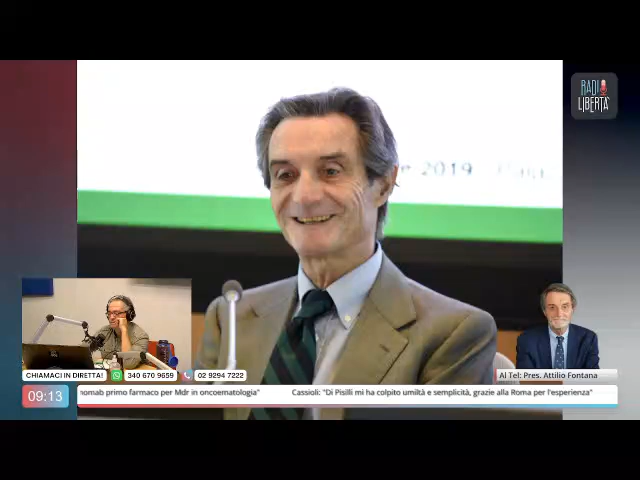 RADIO
LIBERTÀ
2019
CHIAMACI IN DIRETTA!
340 670 9659
02 9294 7222
Al Tel: Pres. Attilio Fontana
09:13
nomab primo farmaco per Mdr in oncoematologia"
Cassioli: "Di Pisilli mi ha colpito umiltà e semplicità, grazie alla Roma per l'esperienza"